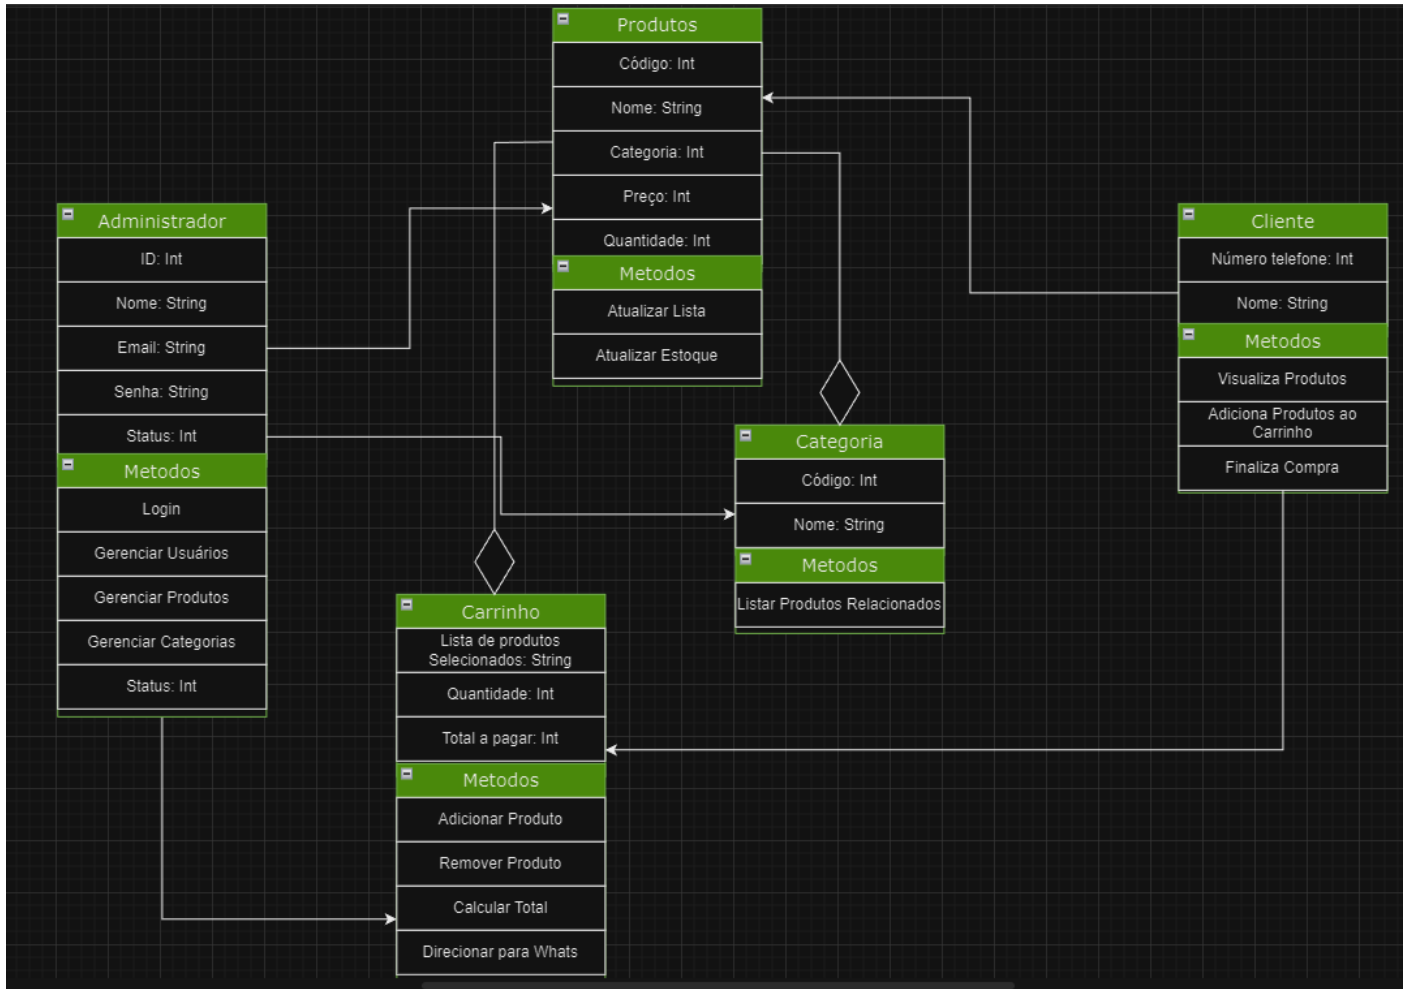 Produtos
Código: Int
Nome: String
Categoria: Int
Preço: Int
Quantidade: Int
Metodos
Atualizar Lista
Atualizar Estoque
Administrador
ID: Int
Nome: String
Email: String
Senha: String
Status: Int
Metodos
Login
Gerenciar Usuários
Gerenciar Produtos
Gerenciar Categorias
Status: Int
Cliente
Número telefone: Int
Nome: String
Metodos
Visualiza Produtos
Adiciona Produtos ao
Carrinho
Finaliza Compra
Categoria
Código: Int
Nome: String
Metodos
Listar Produtos Relacionados
Carrinho
Lista de produtos
Selecionados: String
Quantidade: Int
Total a pagar: Int
Metodos
Adicionar Produto
Remover Produto
Calcular Total
Direcionar para Whats